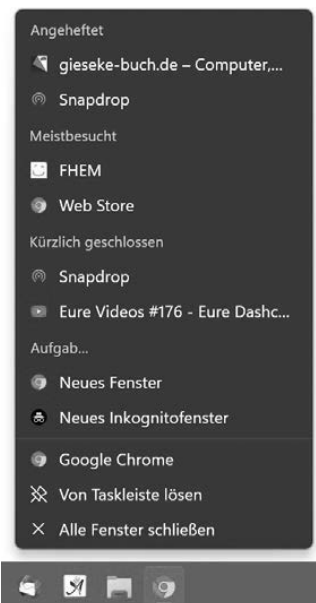 Angeheftet
gieseke-buch.de – Computer,...
Snapdrop
Meistbesucht
FHEM
Web Store
Kürzlich geschlossen
Snapdrop
Eure Videos #176 - Eure Dashc...
Aufgab...
Neues Fenster
Neues Inkognitofenster
Google Chrome
Von Taskleiste lösen
Alle Fenster schließen